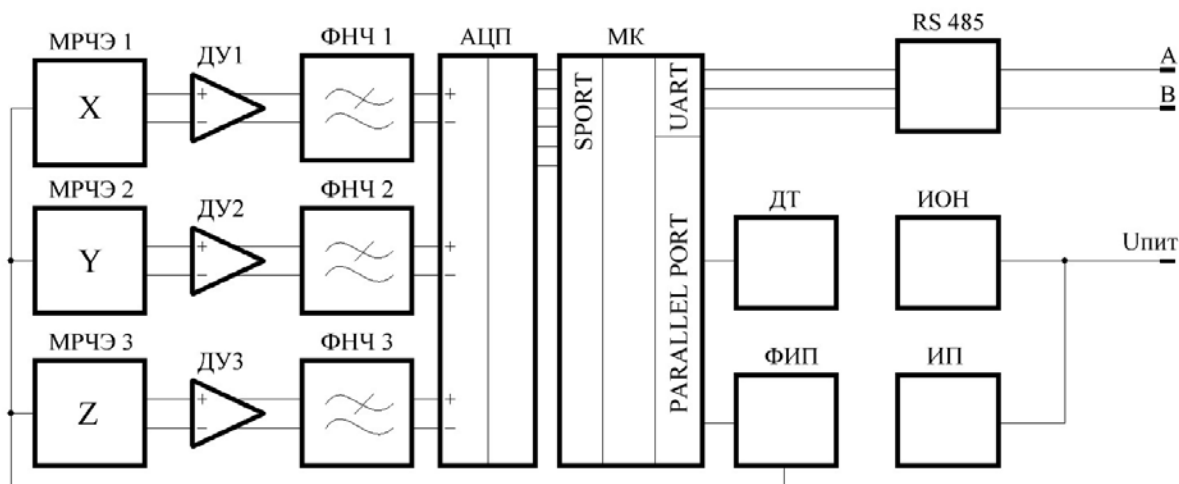 МРЧЭ 1
ДУ1
ФНЧ 1
АЦП
МК
RS 485
X
+
−
+
−
SPORT
UART
A
B
МРЧЭ 2
ДУ2
ФНЧ 2
Y
+
−
+
−
PARALLEL PORT
ДТ
ИОН
Uпит
МРЧЭ 3
ДУ3
ФНЧ 3
Z
+
−
+
−
ФИП
ИП